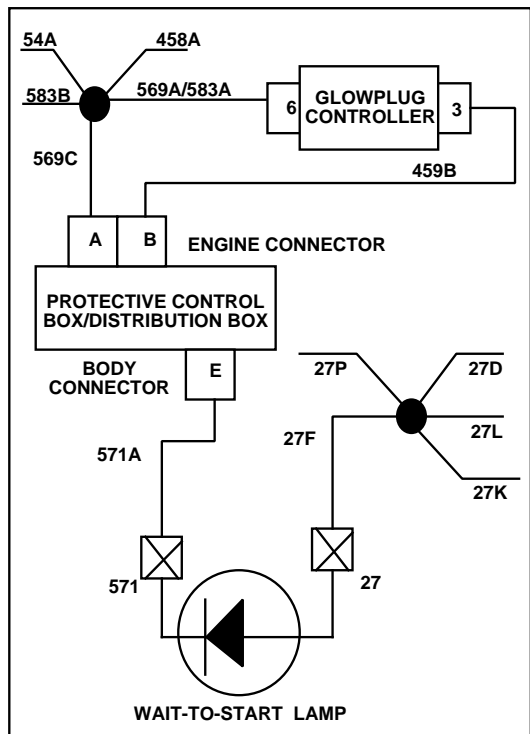 54A
458A
583B
569A/583A
6
GLOWPLUG
CONTROLLER
3
569C
459B
A
B
ENGINE CONNECTOR
PROTECTIVE CONTROL
BOX/DISTRIBUTION BOX
BODY
CONNECTOR
E
27P
27D
571A
27F
27L
27K
571
27
WAIT-TO-START LAMP